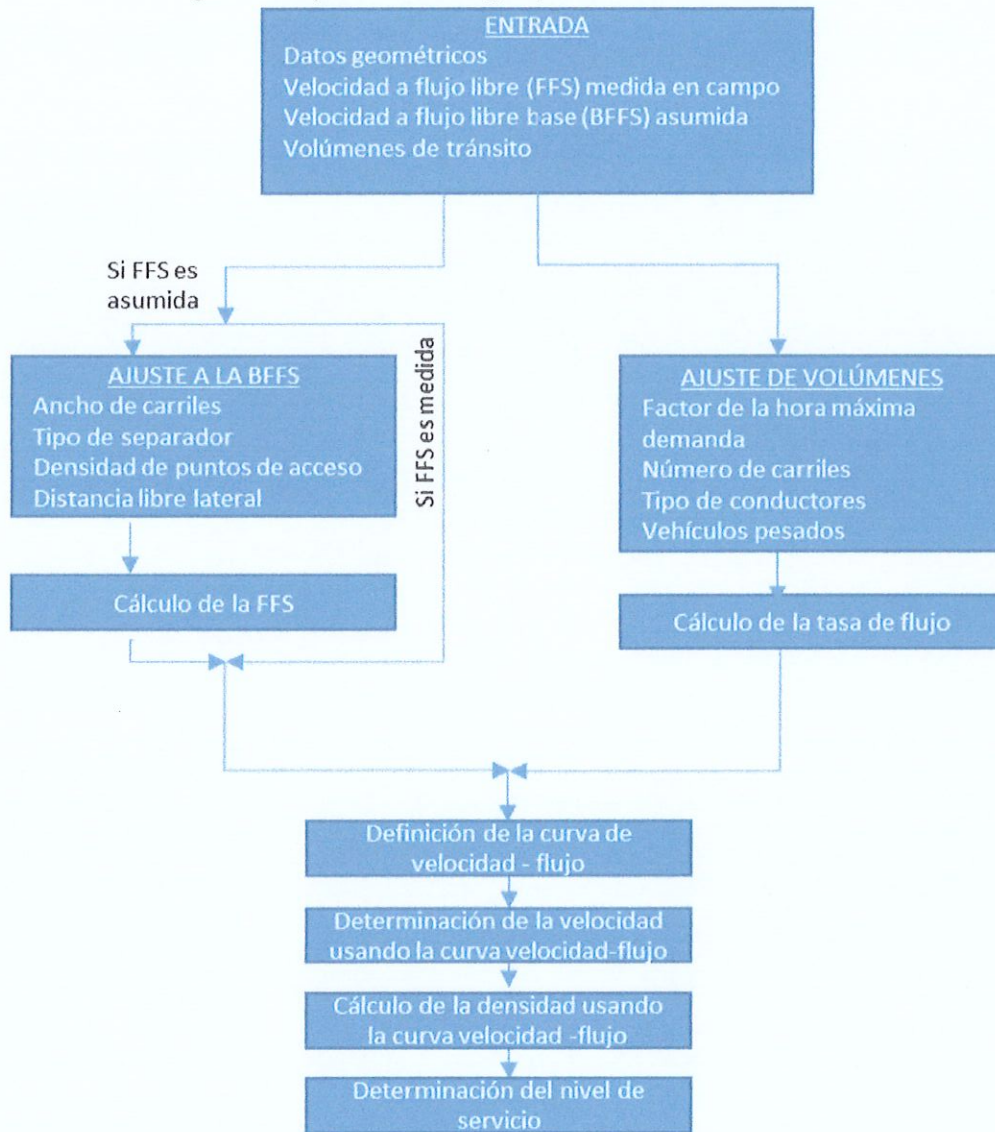 ENTRADA
Datos geométricos
Velocidad a flujo libre (FFS) medida en campo
Velocidad a flujo libre base (BFFS) asumida
Volúmenes de tránsito
Si FFS es
asumida
Si FFS es medida
AJUSTE A LA BFFS
Ancho de carriles
Tipo de separador
Densidad de puntos de acceso
Distancia libre lateral
AJUSTE DE VOLÚMENES
Factor de la hora máxima
demanda
Número de carriles
Tipo de conductores
Vehículos pesados
Cálculo de la FFS
Cálculo de la tasa de flujo
Definición de la curva de
velocidad - flujo
Determinación de la velocidad
usando la curva velocidad-flujo
Cálculo de la densidad usando
la curva velocidad -flujo
Determinación del nivel de
servicio